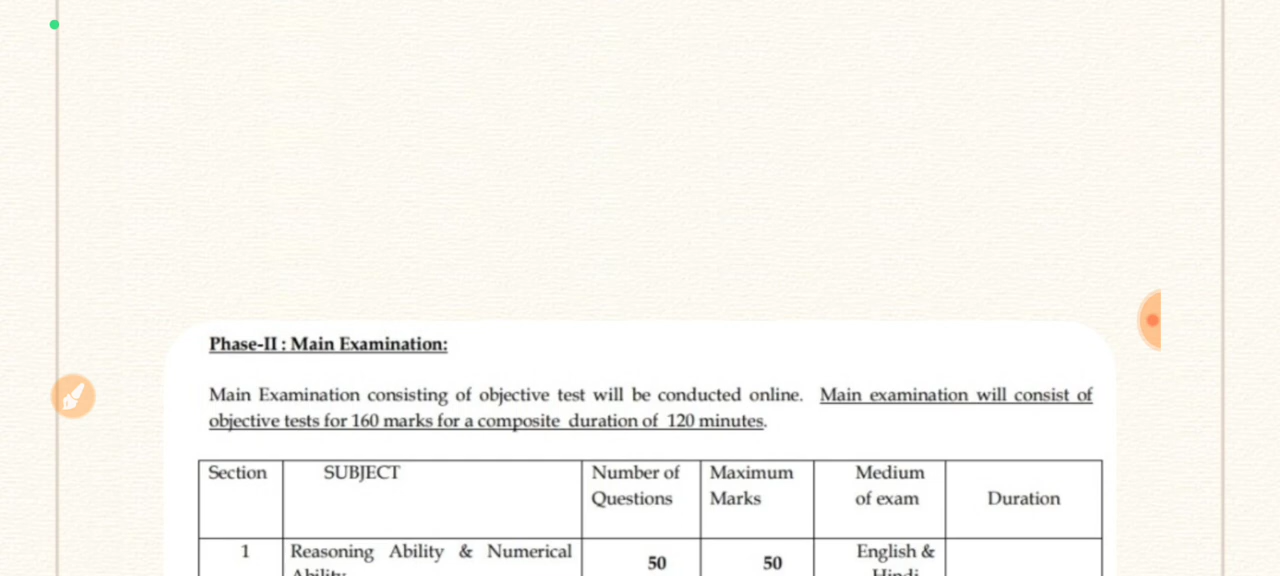 Phase-II : Main Examination:
Main Examination consisting of objective test will be conducted online. Main examination will consist of
objective tests for 160 marks for a composite duration of 120 minutes.
Section SUBJECT Number of Questions Maximum Marks Medium of exam Duration
1 Reasoning Ability & Numerical Ability 50 50 English & Hindi